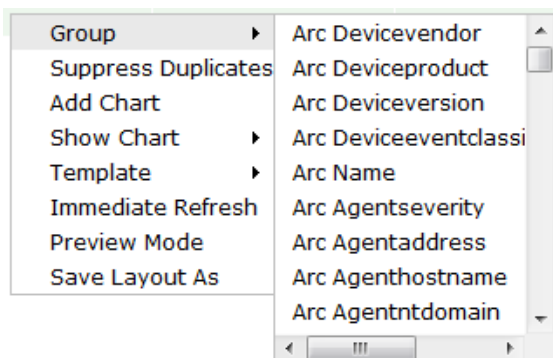 Group
Suppress Duplicates
Add Chart
Show Chart
Template
Immediate Refresh
Preview Mode
Save Layout As
Arc Devicevendor
Arc Deviceproduct
Arc Deviceversion
Arc Deviceeventclassi
Arc Name
Arc Agentseverity
Arc Agentaddress
Arc Agenthostname
Arc Agentntdomain